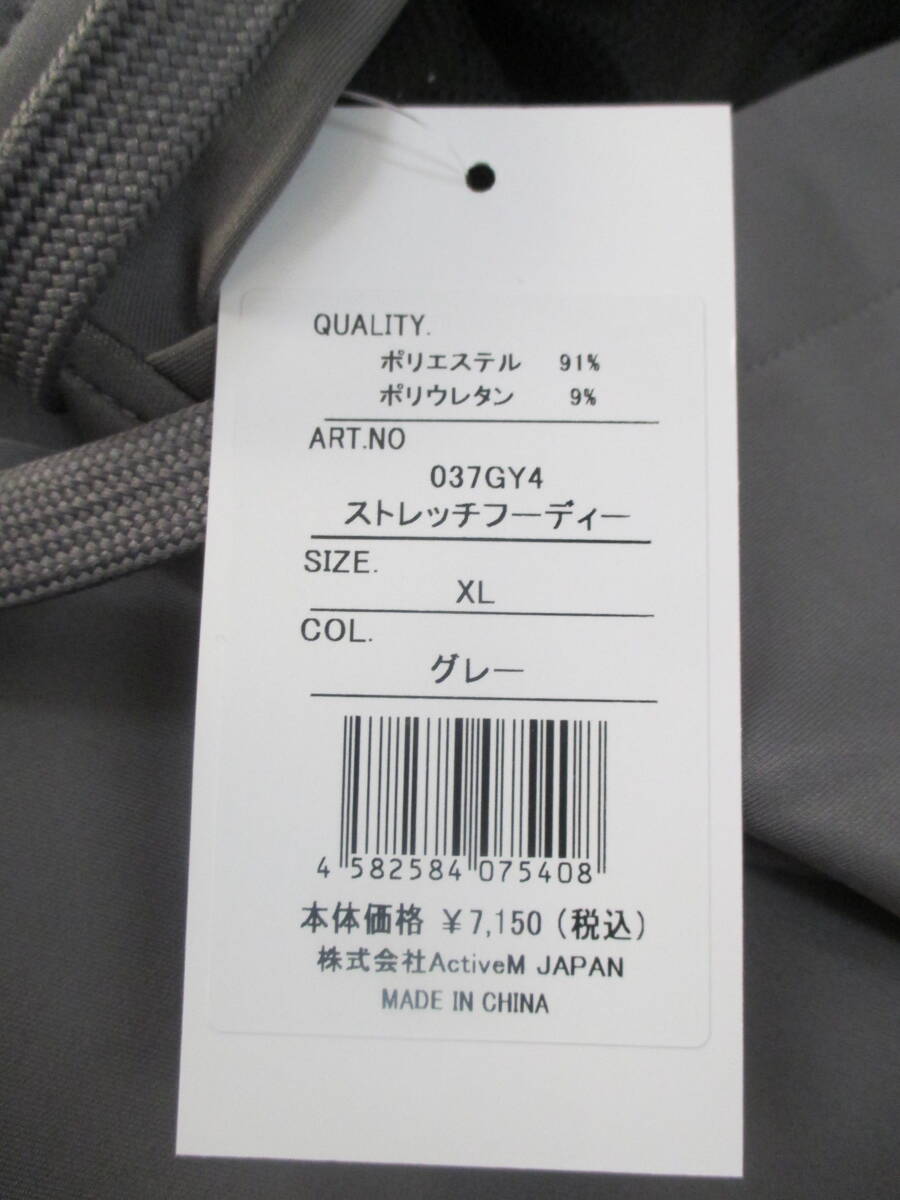 QUALITY.
ポリエステル 91%
ポリウレタン 9%
ART.NO
037GY4
ストレッチフーディー
SIZE.
XL
COL.
グレー
4 582584 075408
本体価格 ¥7,150 (税込)
株式会社ActiveM JAPAN
MADE IN CHINA